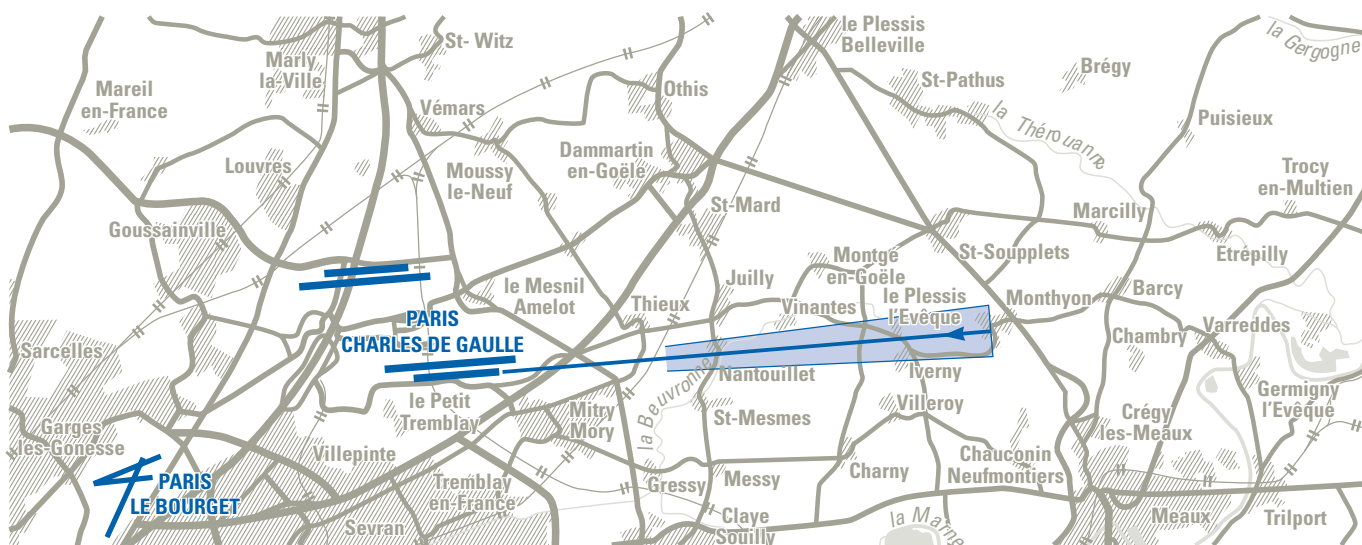 St- Witz
Marly
la-Ville
Mareil
en-France
le Plessis
Belleville
la Gergogne
Brégy
St-Pathus
Othis
Vémars
la Thérouanne
Puisieux
Dammartin
en-Goële
Louvres
Moussy
le-Neuf
Trocy
en-Multien
St-Mard
Marcilly
Goussainville
St-Soupplets
Etrépilly
Montgé
en-Goële
Juilly
le Mesnil
Amelot
Thieux
Vinantes
le Plessis
l'Evêque
Monthyon
Barcy
PARIS
CHARLES DE GAULLE
Chambry
Varreddes
Sarcelles
Nantouillet
Iverny
Germigny
l'Evêque
le Petit
Tremblay
Mitry
Mory
la Beuvronne
St-Mesmes
Villeroy
Crégy
les-Meaux
Garges
lès-Gonesse
Villepinte
Chauconin
Neufmontiers
PARIS
LE BOURGET
Tremblay
en-France
Gressy
Messy
Charny
Sevran
Claye
Souilly
la Marne
Meaux
Trilport